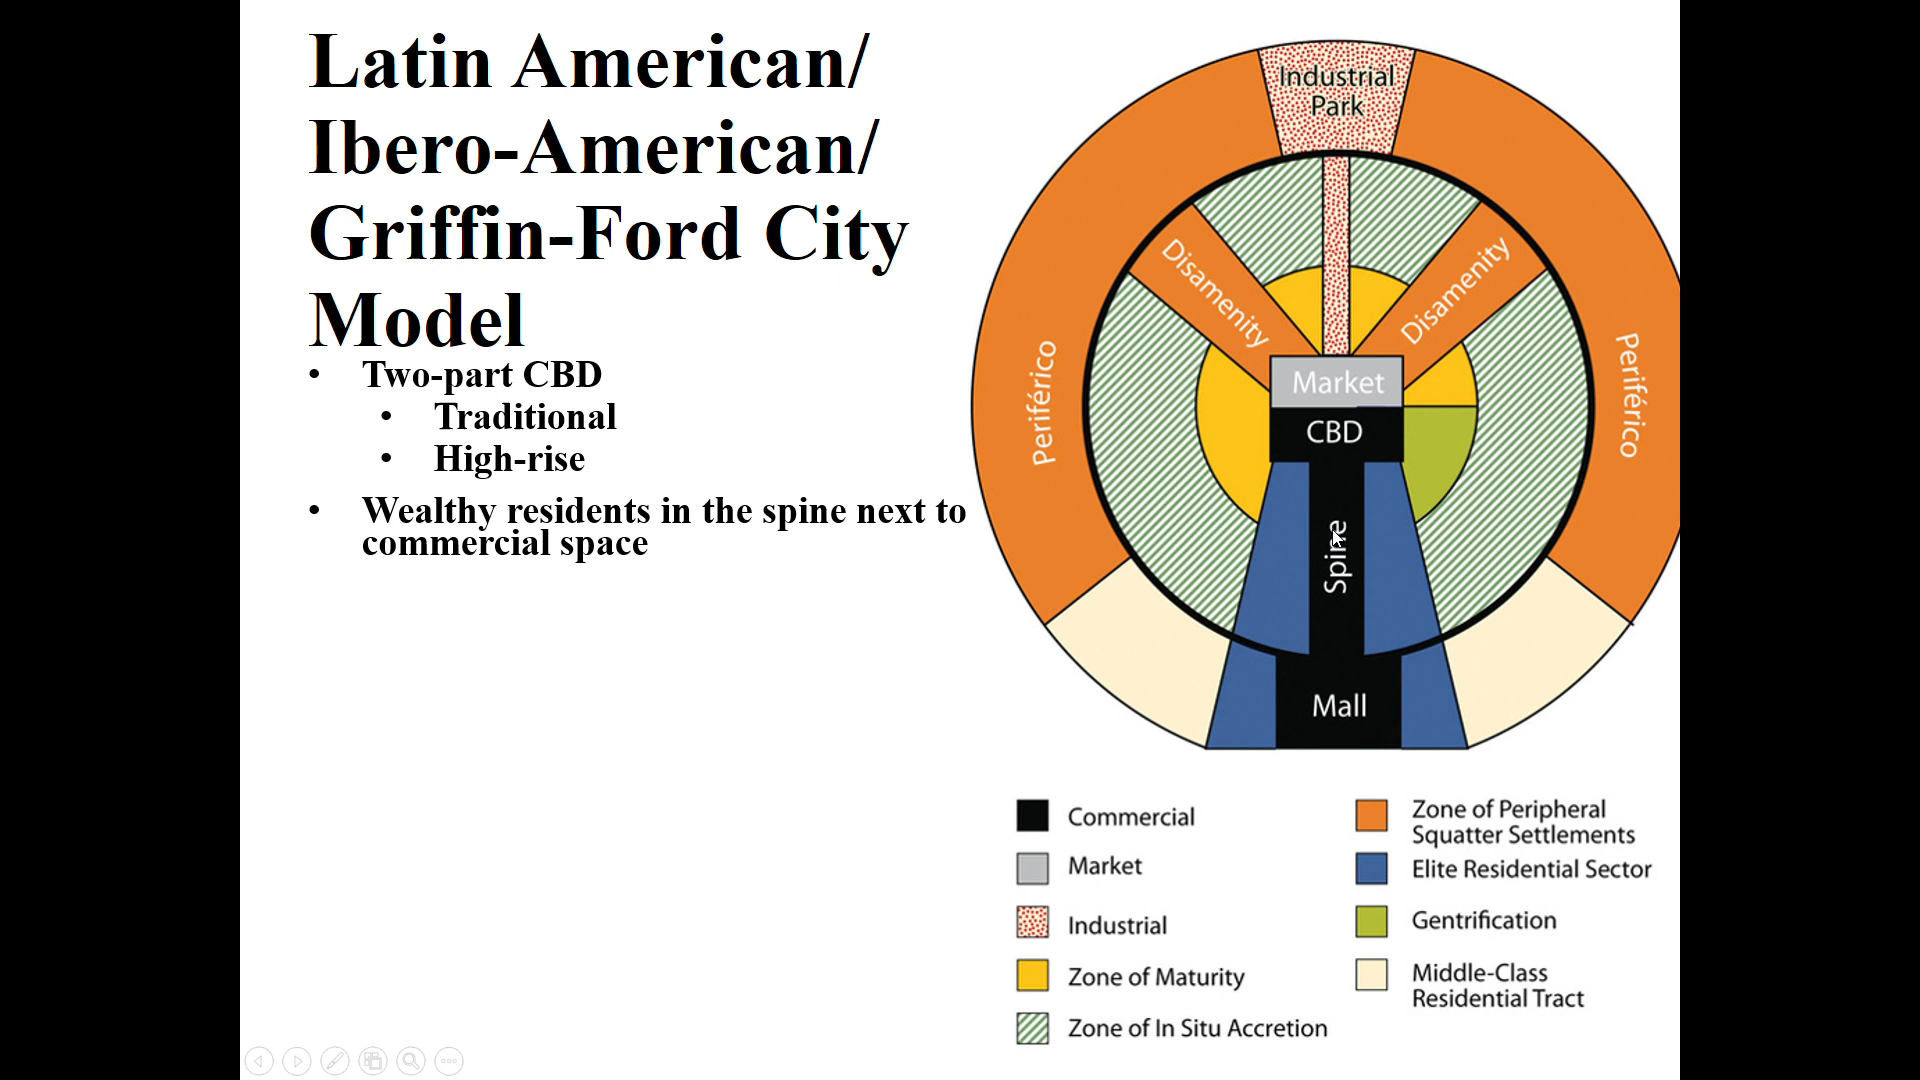 Latin American/
Ibero-American/
Griffin-Ford City
Model
• Two-part CBD
• Traditional
• High-rise
• Wealthy residents in the spine next to
commercial space
Industrial
Park
Disamenity
Disamenity
Periférico
Periférico
Market
CBD
Spine
Mall
Commercial
Market
Industrial
Zone of Maturity
Zone of In Situ Accretion
Zone of Peripheral
Squatter Settlements
Elite Residential Sector
Gentrification
Middle-Class
Residential Tract